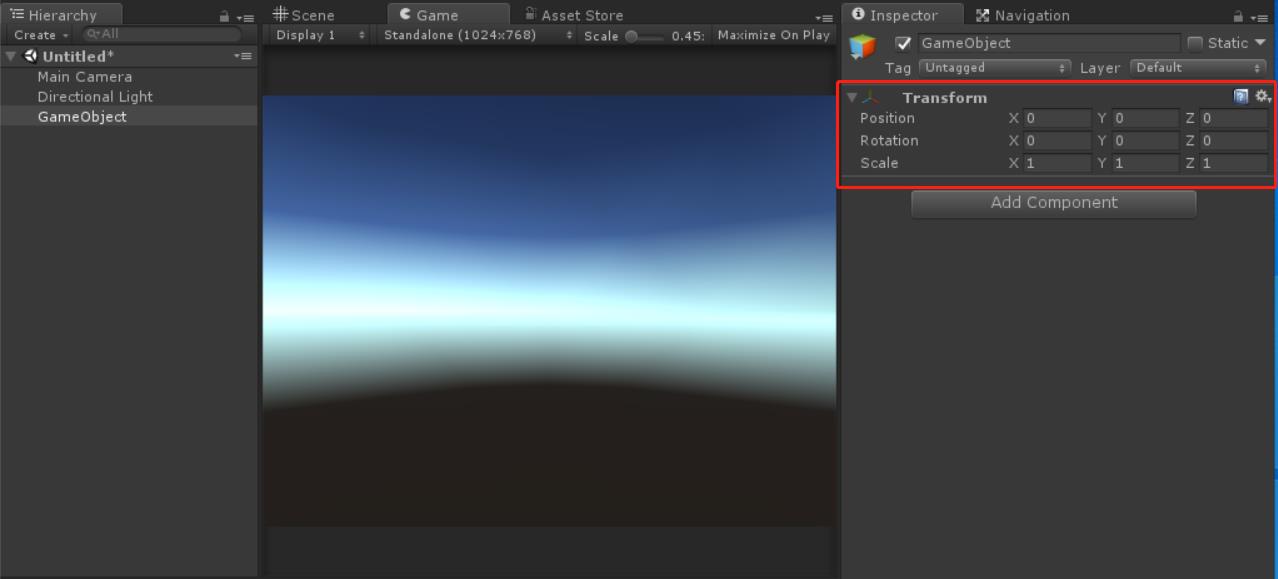 Hierarchy
Create
All
Untitled*
Main Camera
Directional Light
GameObject
Scene
Game
Asset Store
Display 1
Standalone (1024x768)
Scale
0.45:
Maximize On Play
Inspector
Navigation
GameObject
Static
Tag Untagged
Layer Default
Transform
Position X 0 Y 0 Z 0
Rotation X 0 Y 0 Z 0
Scale X 1 Y 1 Z 1
Add Component